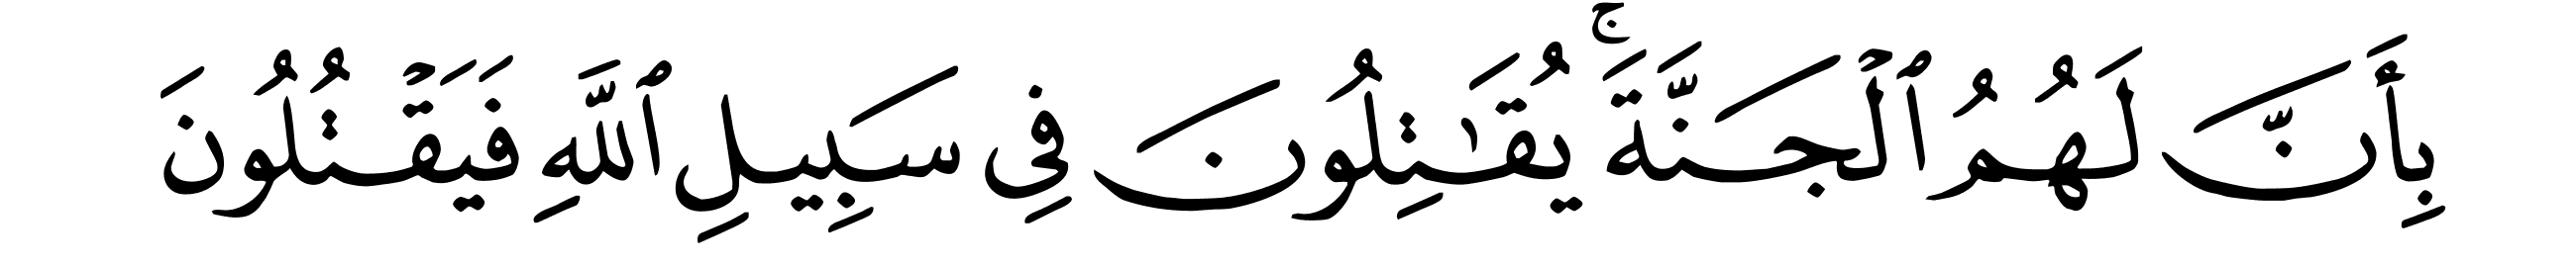 بِأَنَّ لَهُمُ ٱلْجَنَّةَ ۚ يُقَـٰتِلُونَ فِى سَبِيلِ ٱللَّهِ فَيَقْتُلُونَ